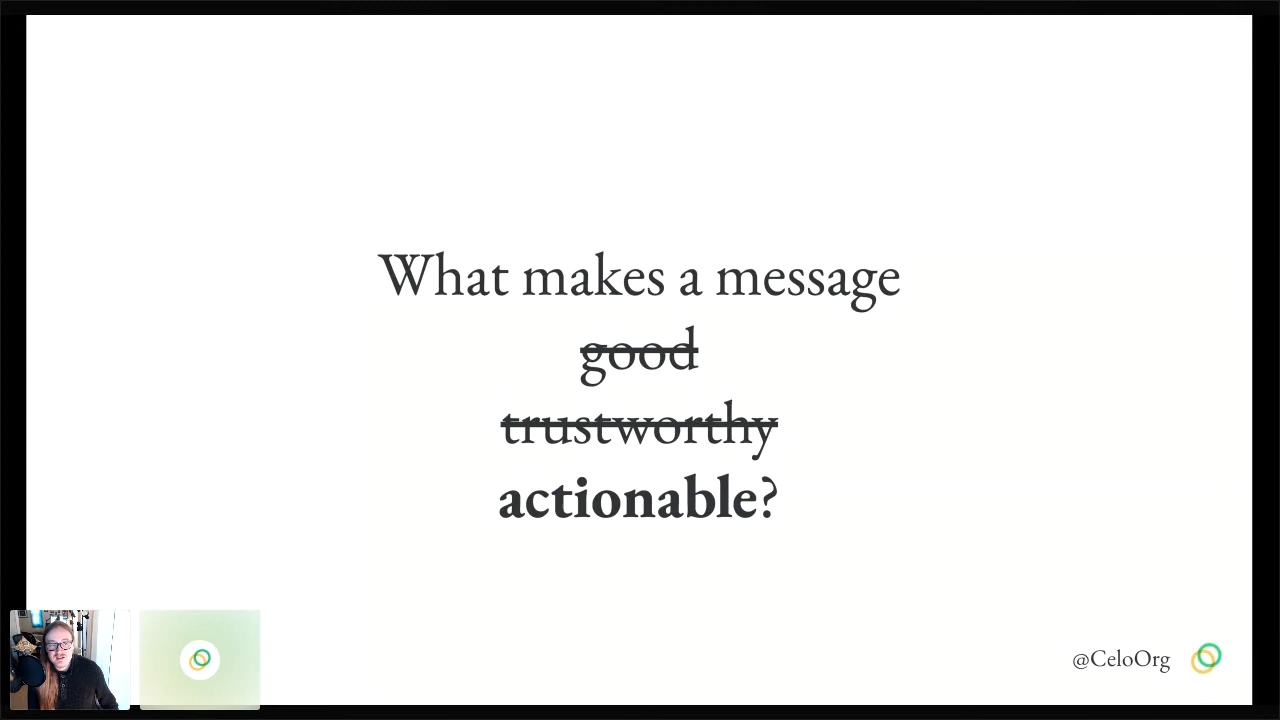 What makes a message
good
trustworthy
actionable?
@CeloOrg